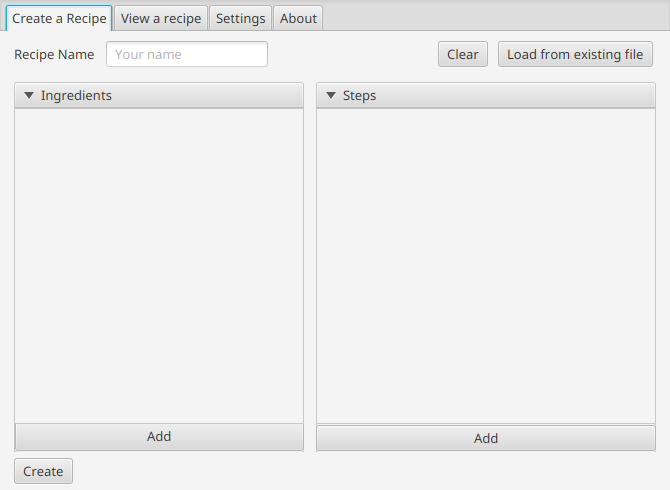 Create a Recipe View a recipe Settings About
Recipe Name Your name Clear Load from existing file
Ingredients Steps
Add Add
Create